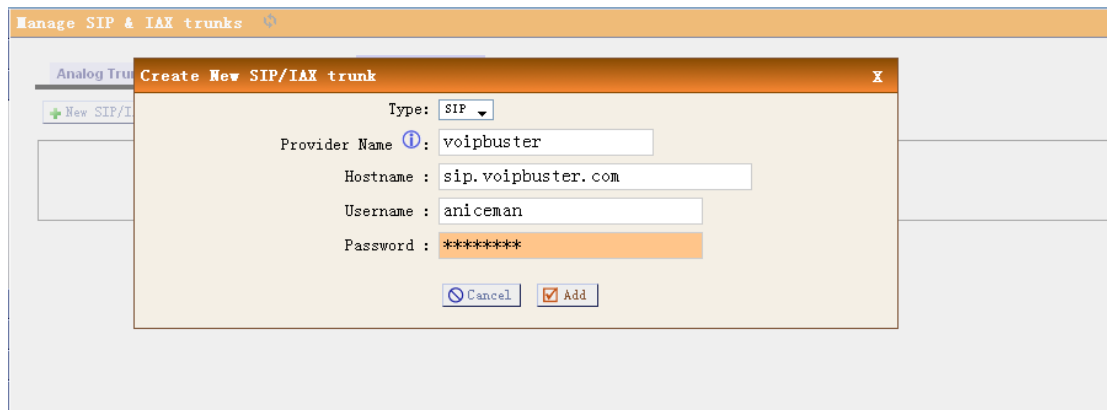 Manage SIP & IAX trunks
Analog Tru
Create New SIP/IAX trunk X
New SIP/I
Type: SIP
Provider Name i:
voipbuster
Hostname : sip.voipbuster.com
Username : aniceman
Password : ********
Cancel Add